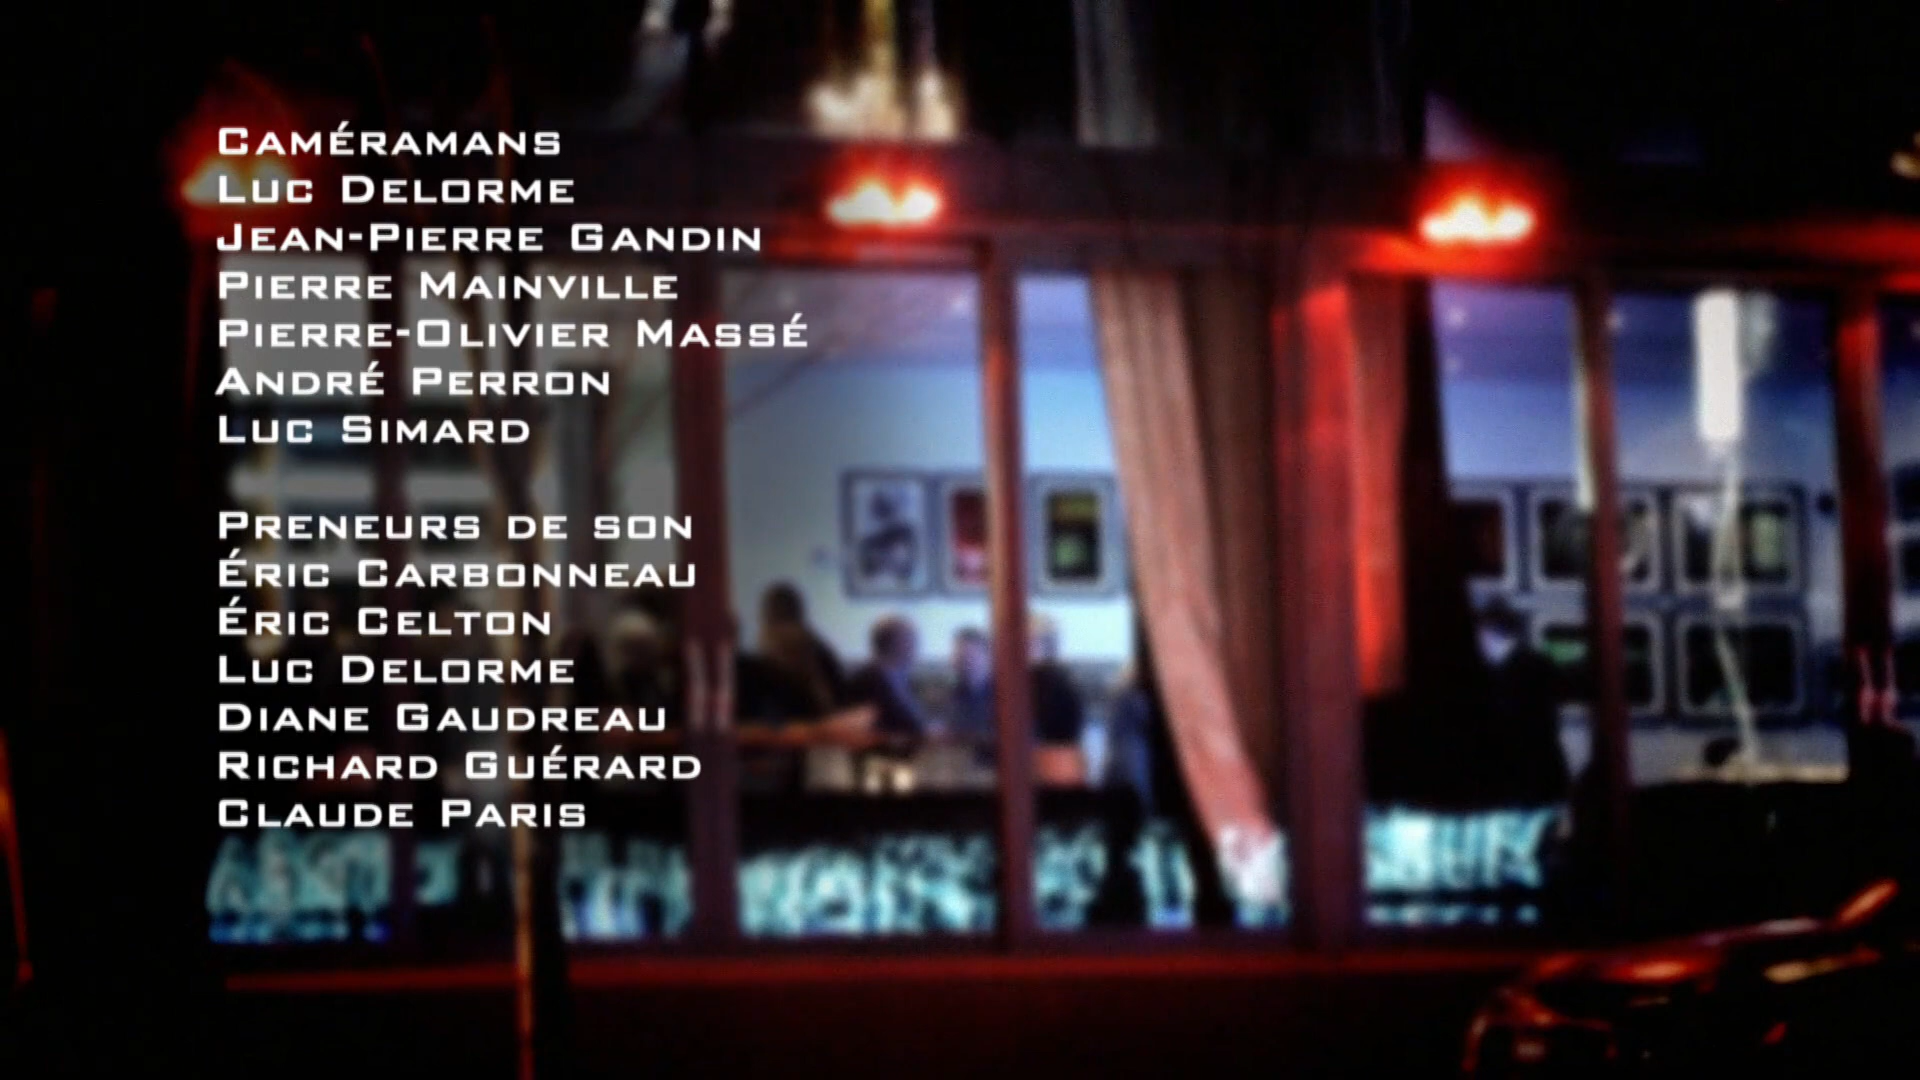 Caméramans
Luc Delorme
Jean-Pierre Gandin
Pierre Mainville
Pierre-Olivier Massé
André Perron
Luc Simard
Preneurs de son
Éric Carbonneau
Éric Celton
Luc Delorme
Diane Gaudreau
Richard Guérard
Claude Paris